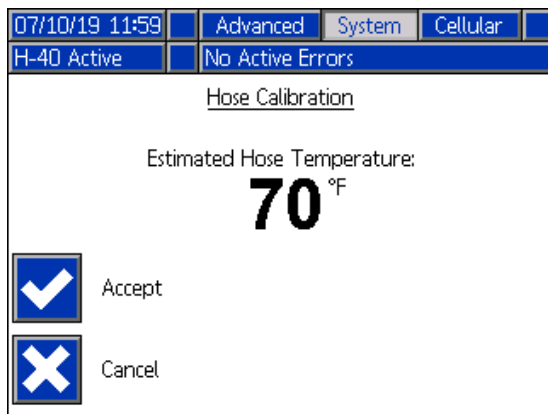 07/10/19 11:59 Advanced System Cellular
H-40 Active No Active Errors
Hose Calibration
Estimated Hose Temperature:
70 °F
Accept
Cancel